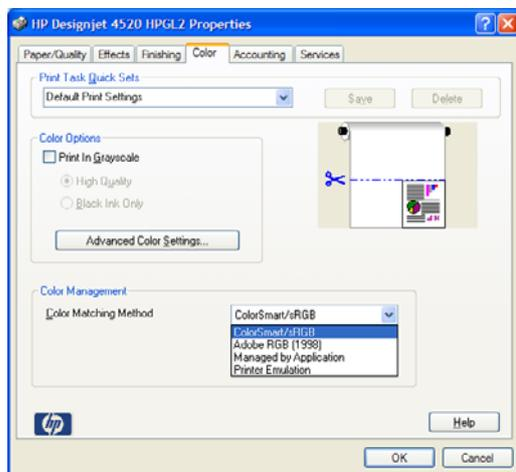 HP Designjet 4520 HPGL2 Properties
Paper/Quality Effects Finishing Color Accounting Services
Print Task Quick Sets
Default Print Settings Save Delete
Color Options
Print In Grayscale
High Quality
Black Ink Only
Advanced Color Settings...
Color Management
Color Matching Method ColorSmart/sRGB
ColorSmart/sRGB
Adobe RGB (1998)
Managed by Application
Printer Emulation
hp Help
OK Cancel